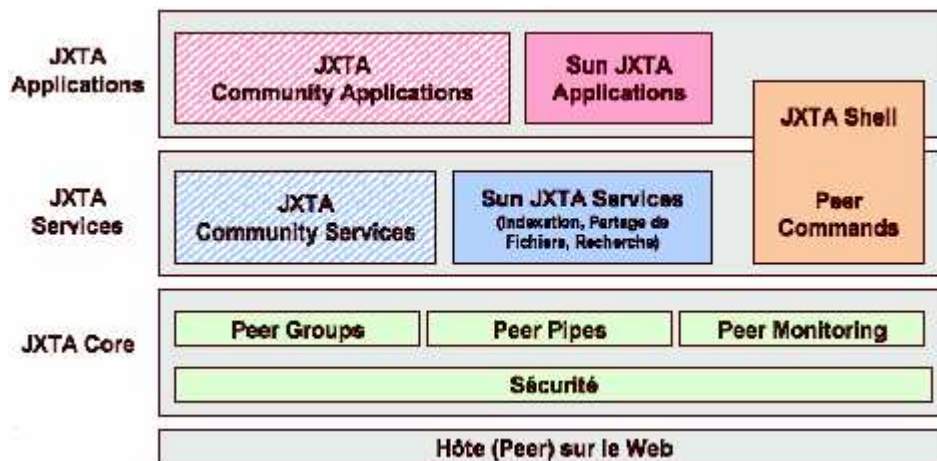 JXTA
Applications
JXTA
Community Applications
Sun JXTA
Applications
JXTA Shell
Peer
Commands
JXTA
Services
JXTA
Community Services
Sun JXTA Services
(Indexation, Partage de
Fichiers, Recherche)
JXTA Core
Peer Groups
Peer Pipes
Peer Monitoring
Sécurité
Hôte (Peer) sur le Web